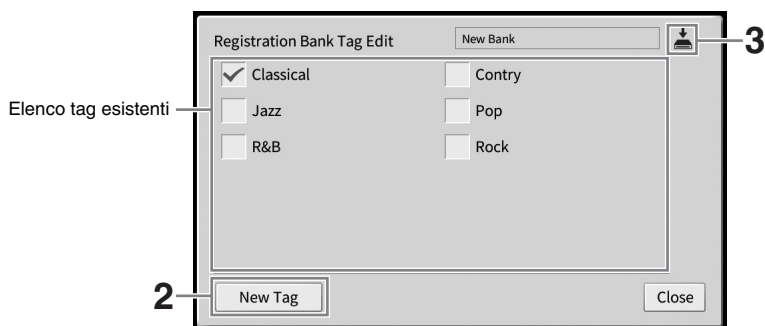 Registration Bank Tag Edit New Bank 3
Classical Contry
Elenco tag esistenti Jazz Pop
R&B Rock
2 New Tag Close